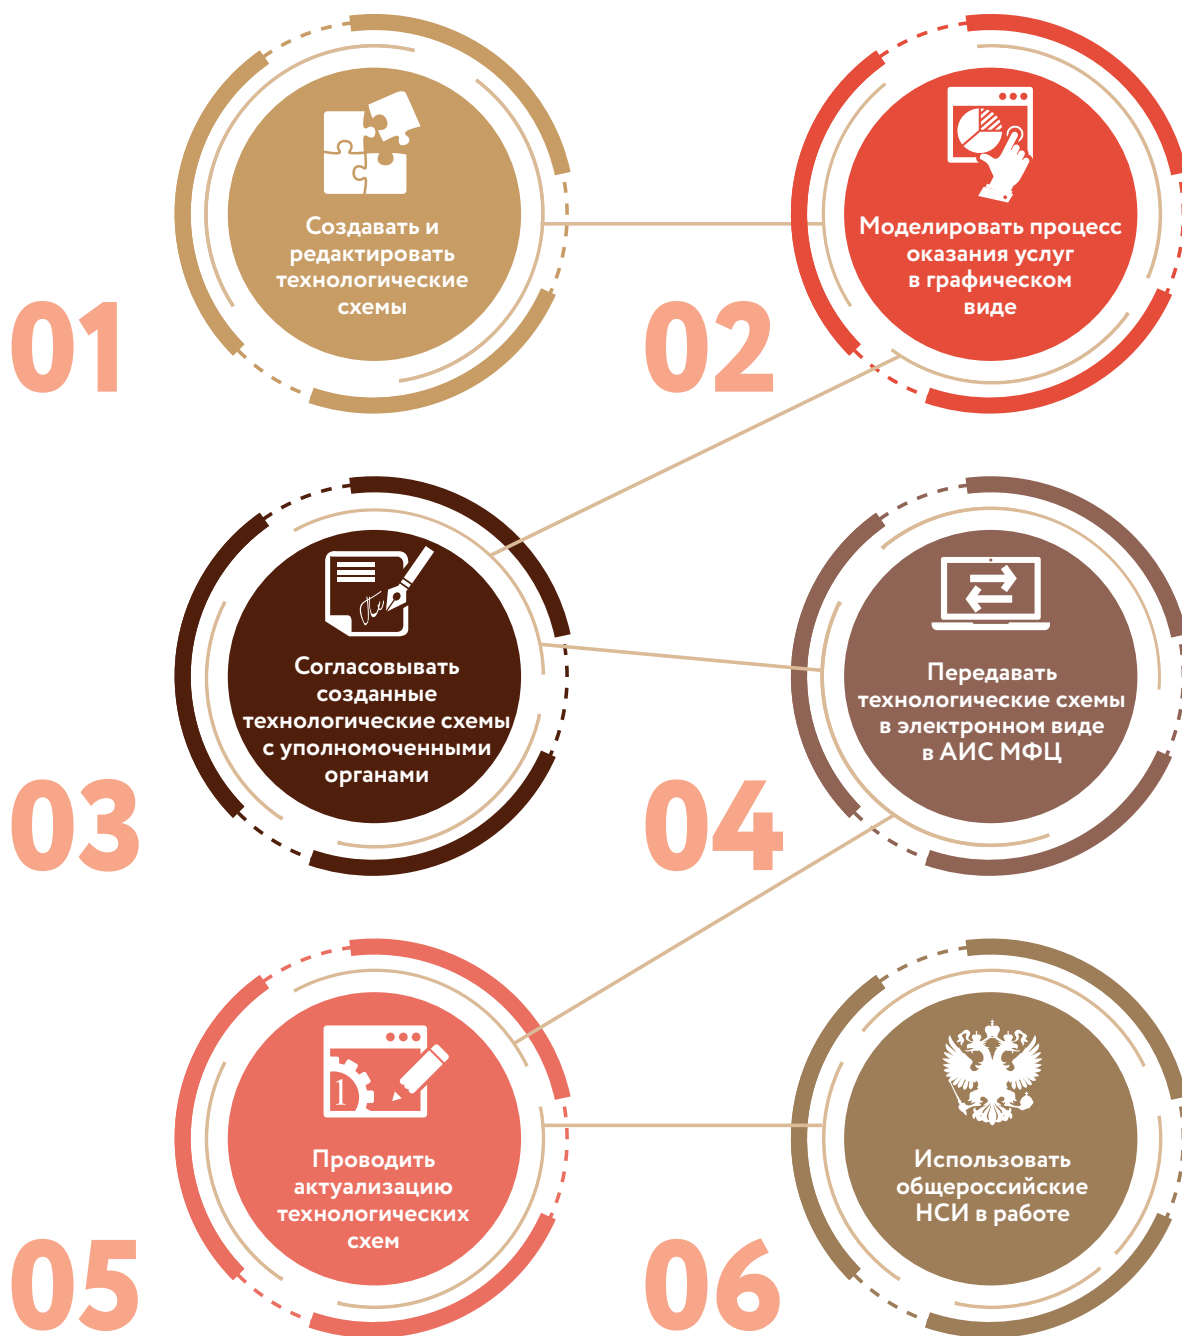 01
Создавать и
редактировать
технологические
схемы
02
Моделировать процесс
оказания услуг
в графическом
виде
03
Согласовывать
созданные
технологические схемы
с уполномоченными
органами
04
Передавать
технологические схемы
в электронном виде
в АИС МФЦ
05
1
Проводить
актуализацию
технологических
схем
06
Использовать
общероссийские
НСИ в работе